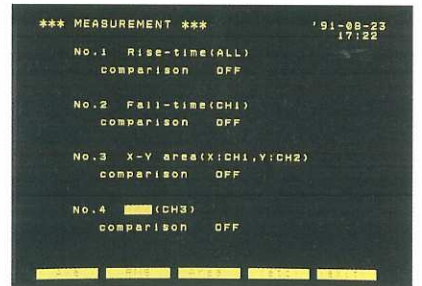 *** MEASUREMENT *** '91-08-23
17:22
No.1 Rise-time(ALL)
comparison OFF
No.2 Fall-time(CH1)
comparison OFF
No.3 X-Y area(X:CH1,Y:CH2)
comparison OFF
No.4 (CH3)
comparison OFF